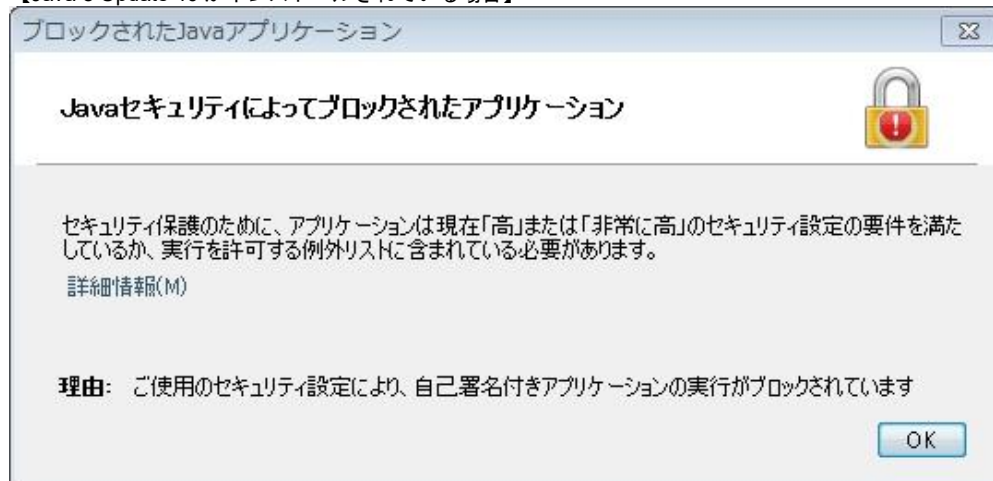 ブロックされたJavaアプリケーション
Javaセキュリティによってブロックされたアプリケーション
セキュリティ保護のために、アプリケーションは現在「高」または「非常に高」のセキュリティ設定の要件を満た
しているか、実行を許可する例外リストに含まれている必要があります。
詳細情報(M)
理由: ご使用のセキュリティ設定により、自己署名付きアプリケーションの実行がブロックされています
OK